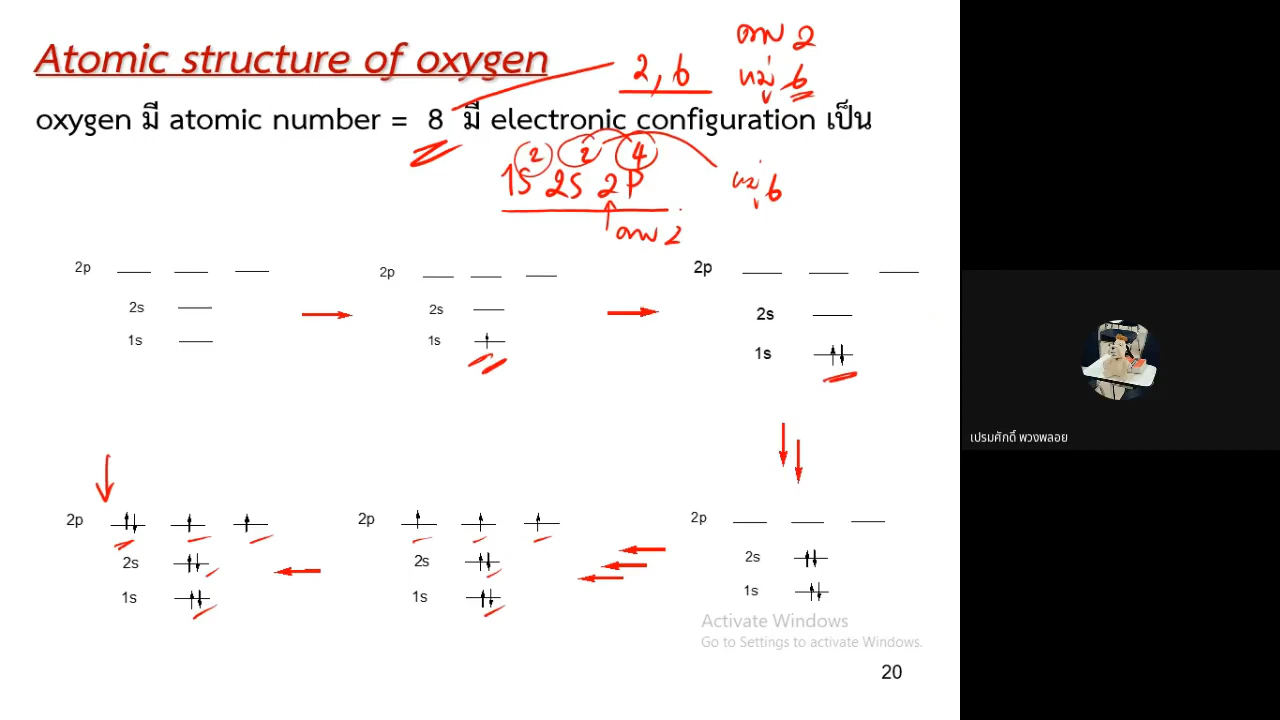 Atomic structure of oxygen
2, 6
คาบ 2
หมู่ 6
oxygen มี atomic number = 8 มี electronic configuration เป็น
1s2 2s2 2p4
หมู่ 6
คาบ 2
2p
2s
1s
2p
2s
1s
2p
2s
1s
เปรมศักดิ์ พวงพลอย
2p
2s
1s
2p
2s
1s
2p
2s
1s
Activate Windows
Go to Settings to activate Windows.
20